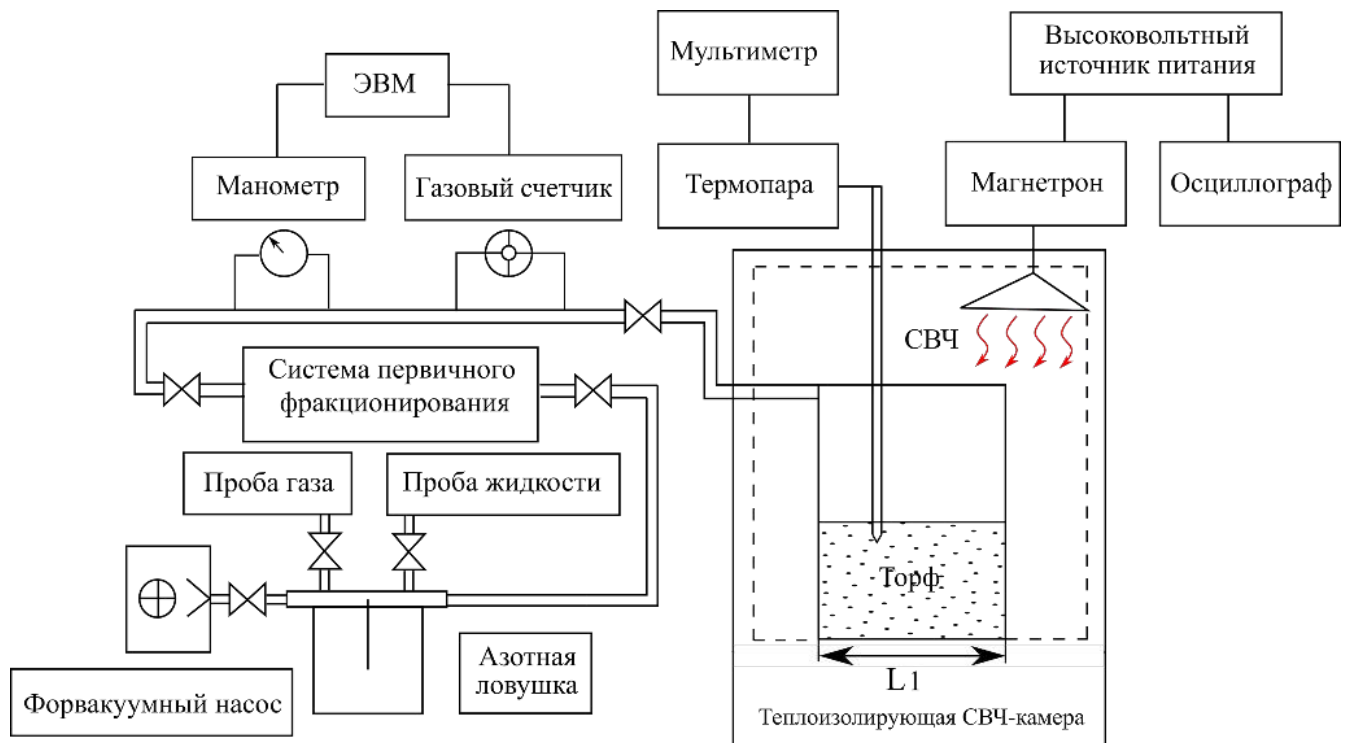 ЭВМ
Мультиметр
Высоковольтный
источник питания
Манометр
Газовый счетчик
Термопара
Магнетрон
Осциллограф
СВЧ
Система первичного
фракционирования
Проба газа
Проба жидкости
Торф
Азотная
ловушка
Форвакуумный насос
L1
Теплоизолирующая СВЧ-камера